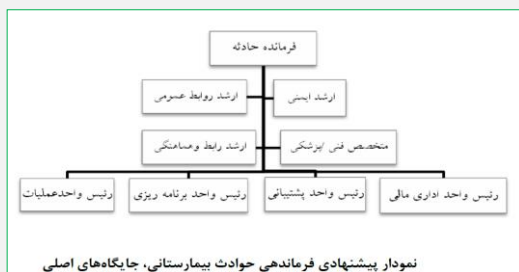 فرمانده حادثه
ارشد ایمنی
ارشد روابط عمومی
متخصص فنی /پزشکی
ارشد رابط وهماهنگی
رئیس واحد اداری مالی
رئیس واحد پشتیبانی
رئیس واحد برنامه ریزی
رئیس واحدعملیات
نمودار پیشنهادی فرماندهی حوادث بیمارستانی، جایگاه‌های اصلی